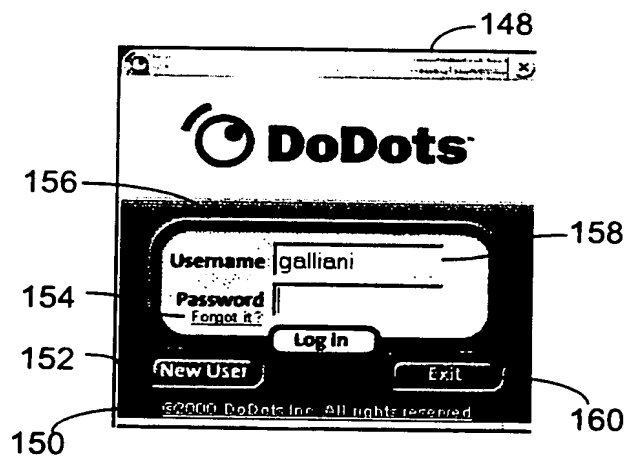 148
DoDots
156
158
Username galliani
154
Password
Forgot it?
Log in
152
New User Exit
©2000 DoDots Inc. All rights reserved
150
160